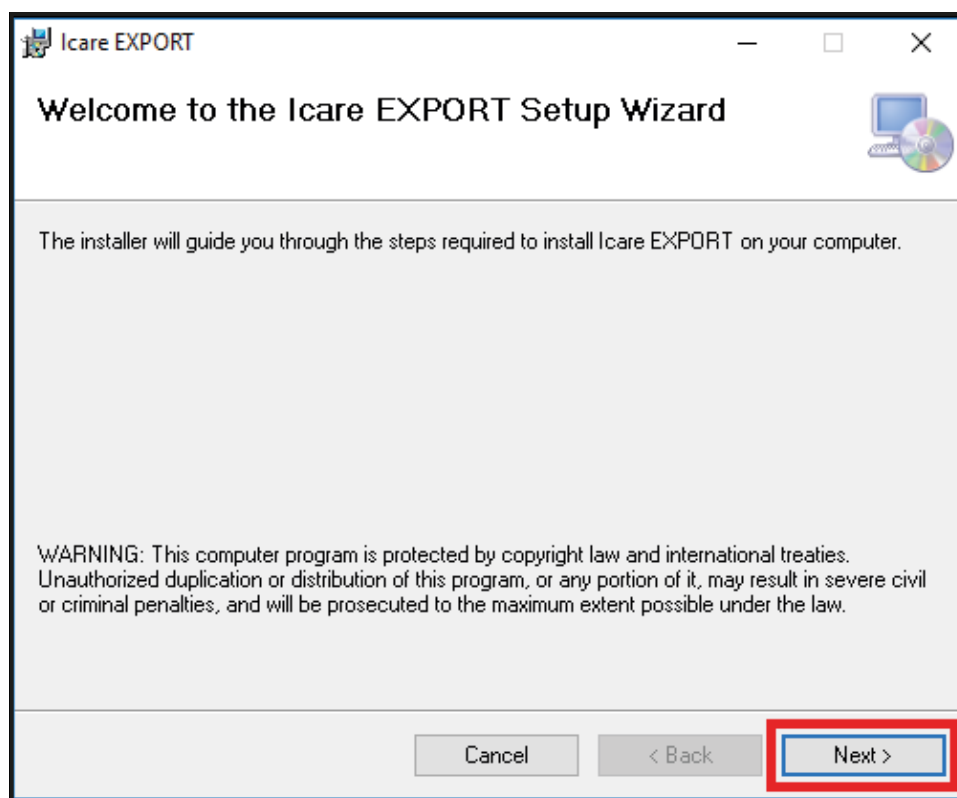 Icare EXPORT
Welcome to the Icare EXPORT Setup Wizard
The installer will guide you through the steps required to install Icare EXPORT on your computer.
WARNING: This computer program is protected by copyright law and international treaties.
Unauthorized duplication or distribution of this program, or any portion of it, may result in severe civil
or criminal penalties, and will be prosecuted to the maximum extent possible under the law.
Cancel < Back Next >